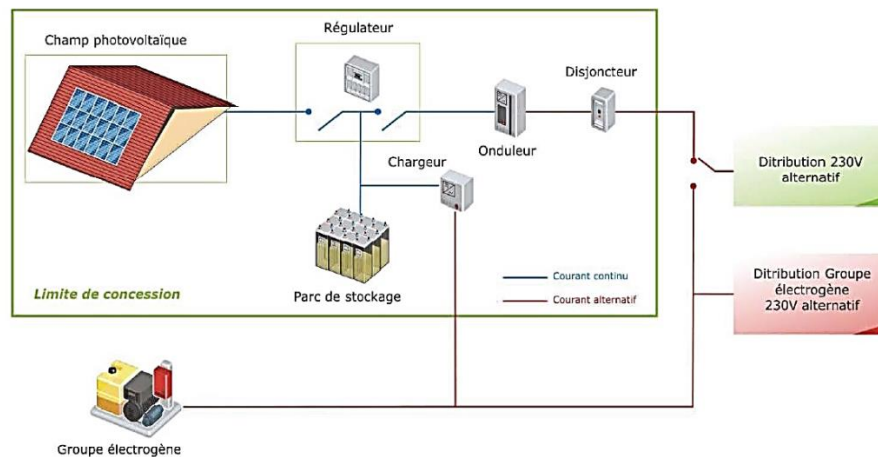 Champ photovoltaïque
Régulateur
Disjoncteur
Onduleur
Chargeur
Ditribution 230V
alternatif
Parc de stockage
Courant continu
Courant alternatif
Limite de concession
Ditribution Groupe
électrogène
230V alternatif
Groupe électrogène